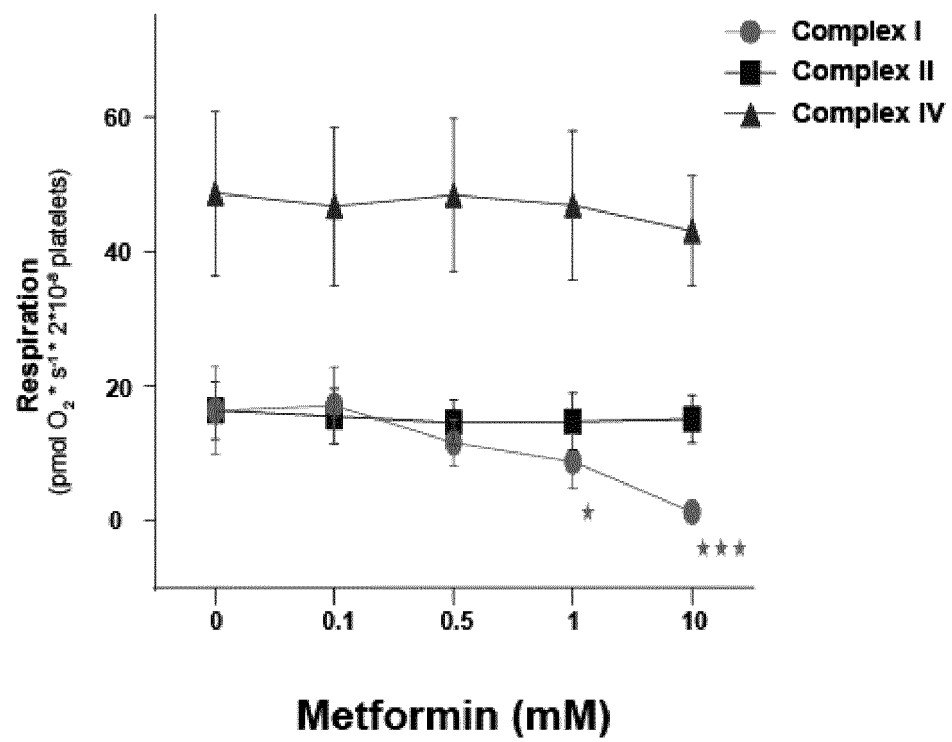 Complex I
Complex II
Complex IV
60
40
20
0
Respiration
(pmol O₂ * s⁻¹ * 2*10⁻⁸ platelets)
*
***
0 0.1 0.5 1 10
Metformin (mM)